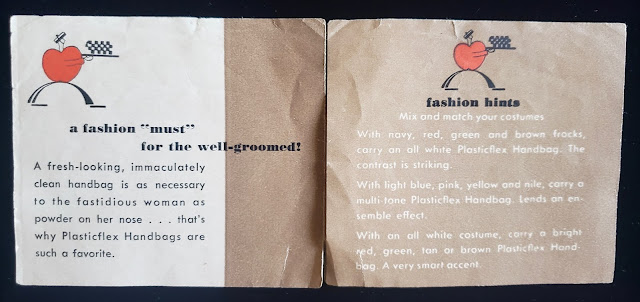 a fashion "must"
for the well-groomed!
A fresh-looking, immaculately
clean handbag is as necessary
to the fastidious woman as
powder on her nose . . . that's
why Plasticflex Handbags are
such a favorite.
fashion hints
Mix and match your costumes
With navy, red, green and brown frocks,
carry an all white Plasticflex Handbag. The
contrast is striking.
With light blue, pink, yellow and nile, carry a
multi-tone Plasticflex Handbag. Lends an en-
semble effect.
With an all white costume, carry a bright
red, green, tan or brown Plasticflex Hand-
bag. A very smart accent.